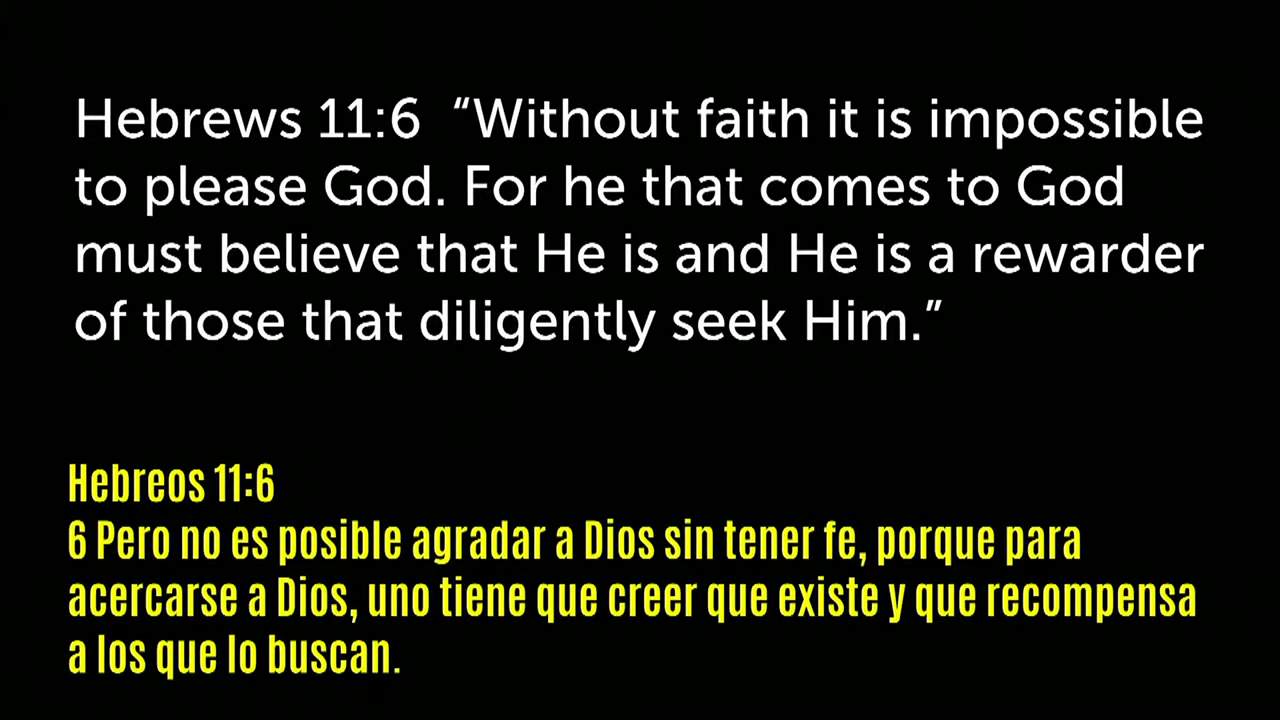 Hebrews 11:6 “Without faith it is impossible
to please God. For he that comes to God
must believe that He is and He is a rewarder
of those that diligently seek Him.”
Hebreos 11:6
6 Pero no es posible agradar a Dios sin tener fe, porque para
acercarse a Dios, uno tiene que creer que existe y que recompensa
a los que lo buscan.